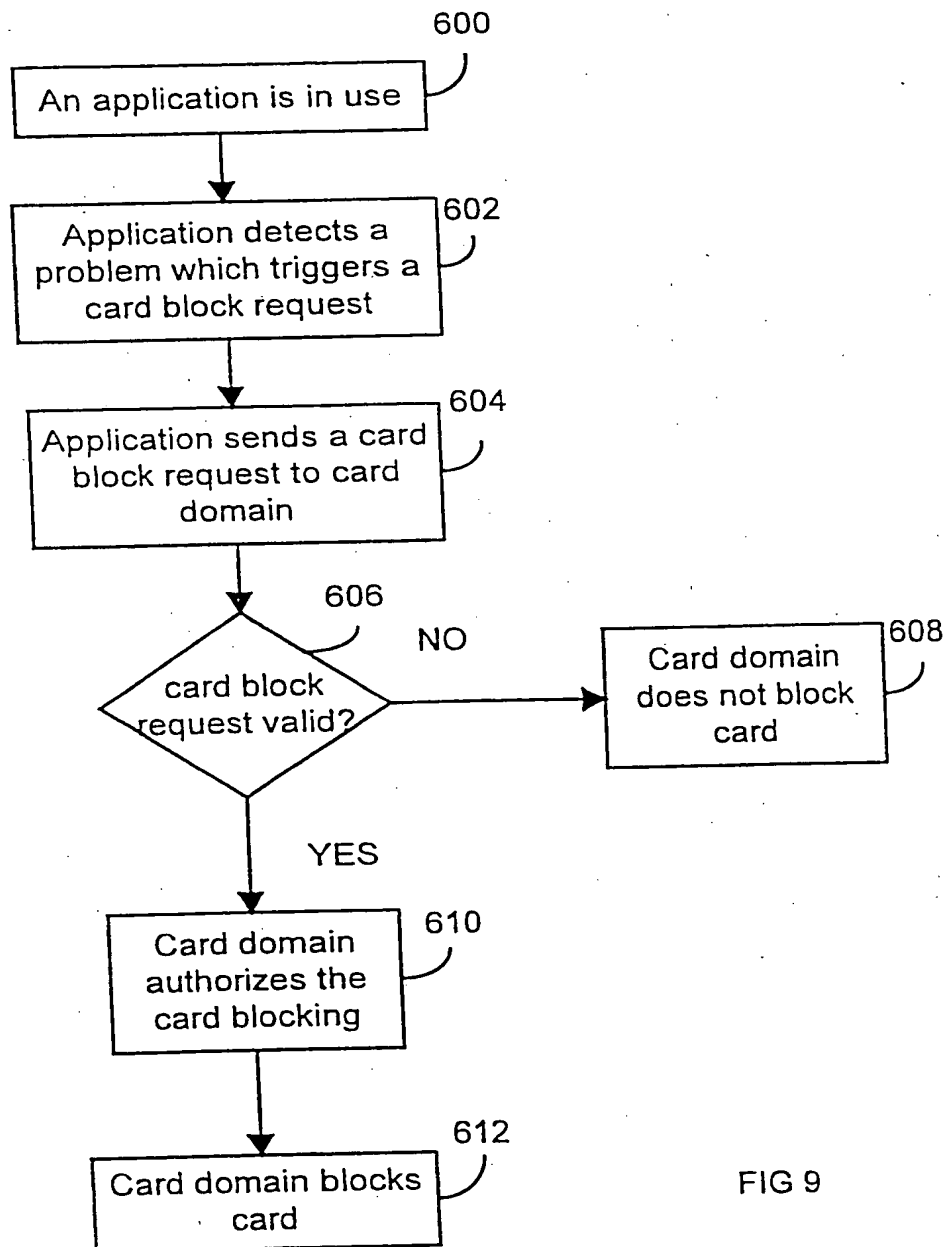 600
An application is in use
602
Application detects a
problem which triggers a
card block request
604
Application sends a card
block request to card
domain
606
card block
request valid?
NO
608
Card domain
does not block
card
YES
610
Card domain
authorizes the
card blocking
612
Card domain blocks
card
FIG 9